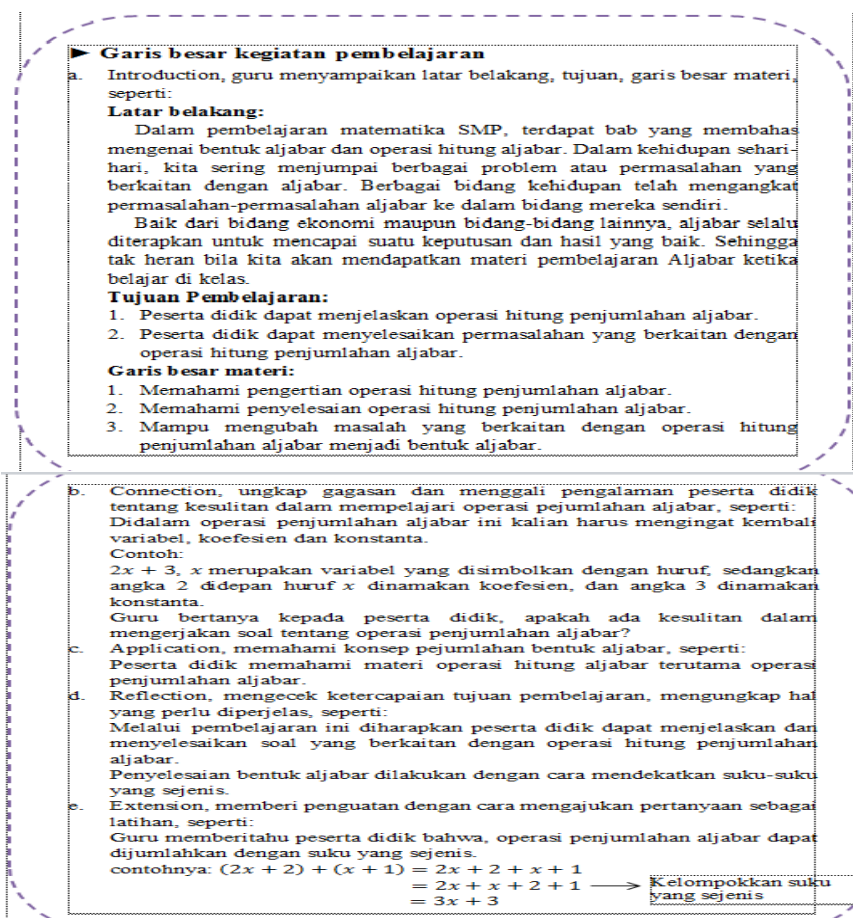 ► Garis besar kegiatan pembelajaran
a. Introduction, guru menyampaikan latar belakang, tujuan, garis besar materi,
seperti:
Latar belakang:
Dalam pembelajaran matematika SMP, terdapat bab yang membahas
mengenai bentuk aljabar dan operasi hitung aljabar. Dalam kehidupan sehari-
hari, kita sering menjumpai berbagai problem atau permasalahan yang
berkaitan dengan aljabar. Berbagai bidang kehidupan telah mengangkat
permasalahan-permasalahan aljabar ke dalam bidang mereka sendiri.
Baik dari bidang ekonomi maupun bidang-bidang lainnya, aljabar selalu
diterapkan untuk mencapai suatu keputusan dan hasil yang baik. Sehingga
tak heran bila kita akan mendapatkan materi pembelajaran Aljabar ketika
belajar di kelas.
Tujuan Pembelajaran:
1. Peserta didik dapat menjelaskan operasi hitung penjumlahan aljabar.
2. Peserta didik dapat menyelesaikan permasalahan yang berkaitan dengan
operasi hitung penjumlahan aljabar.
Garis besar materi:
1. Memahami pengertian operasi hitung penjumlahan aljabar.
2. Memahami penyelesaian operasi hitung penjumlahan aljabar.
3. Mampu mengubah masalah yang berkaitan dengan operasi hitung
penjumlahan aljabar menjadi bentuk aljabar.
b. Connection, ungkap gagasan dan menggali pengalaman peserta didik
tentang kesulitan dalam mempelajari operasi pejumlahan aljabar, seperti:
Didalam operasi penjumlahan aljabar ini kalian harus mengingat kembali
variabel, koefesien dan konstanta.
Contoh:
2x + 3, x merupakan variabel yang disimbolkan dengan huruf, sedangkan
angka 2 didepan huruf x dinamakan koefesien, dan angka 3 dinamakan
konstanta.
Guru bertanya kepada peserta didik, apakah ada kesulitan dalam
mengerjakan soal tentang operasi penjumlahan aljabar?
c. Application, memahami konsep pejumlahan bentuk aljabar, seperti:
Peserta didik memahami materi operasi hitung aljabar terutama operasi
penjumlahan aljabar.
d. Reflection, mengecek ketercapaian tujuan pembelajaran, mengungkap hal
yang perlu diperjelas, seperti:
Melalui pembelajaran ini diharapkan peserta didik dapat menjelaskan dan
menyelesaikan soal yang berkaitan dengan operasi hitung penjumlahan
aljabar.
Penyelesaian bentuk aljabar dilakukan dengan cara mendekatkan suku-suku
yang sejenis.
e. Extension, memberi penguatan dengan cara mengajukan pertanyaan sebagai
latihan, seperti:
Guru memberitahu peserta didik bahwa, operasi penjumlahan aljabar dapat
dijumlahkan dengan suku yang sejenis.
contohnya: (2x + 2) + (x + 1) = 2x + 2 + x + 1
= 2x + x + 2 + 1 → Kelompokkan suku
yang sejenis
= 3x + 3